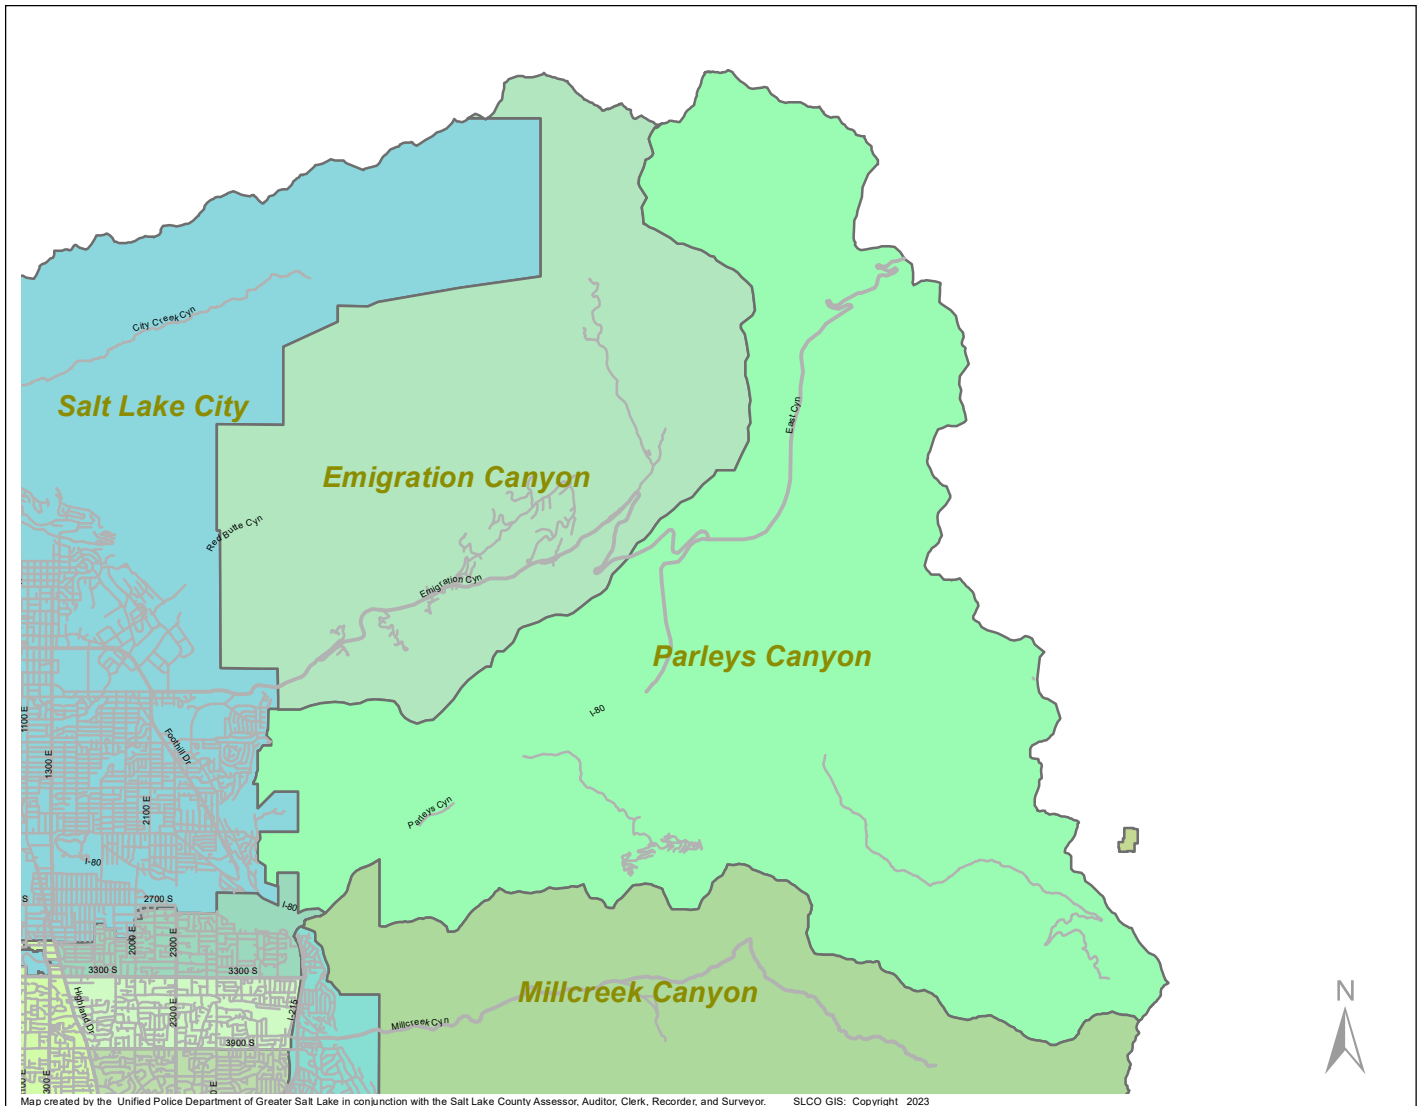 City Creek Cyn
Salt Lake City
East Cyn
Emigration Canyon
Red Butte Cyn
Emigration Cyn
Parleys Canyon
I-80
1100 E
Foothill Dr
1300 E
2100 E
Parleys Cyn
I-80
S
2700 S
I-80
2000 E
2300 E
3300 S
3300 S
Millcreek Canyon
N
Highland Dr
2300 E
I-215
Millcreek Cyn
3900 S
Map created by the Unified Police Department of Greater Salt Lake in conjunction with the Salt Lake County Assessor, Auditor, Clerk, Recorder, and Surveyor. SLCO GIS: Copyright 2023